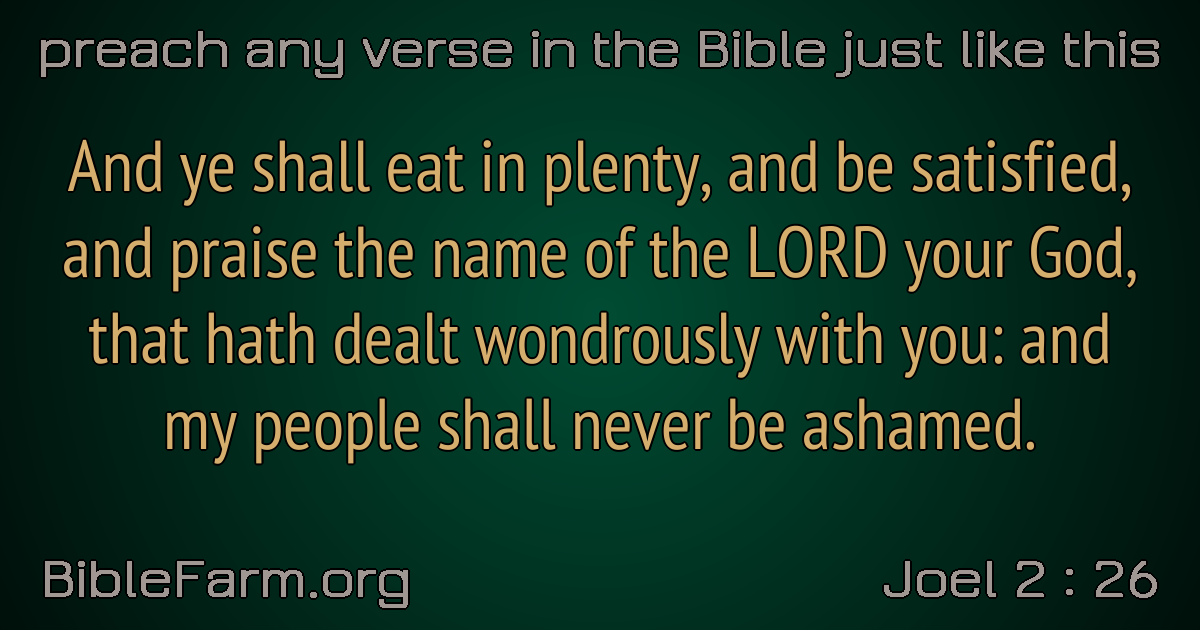 preach any verse in the Bible just like this
And ye shall eat in plenty, and be satisfied,
and praise the name of the LORD your God,
that hath dealt wondrously with you: and
my people shall never be ashamed.
BibleFarm.org
Joel 2 : 26